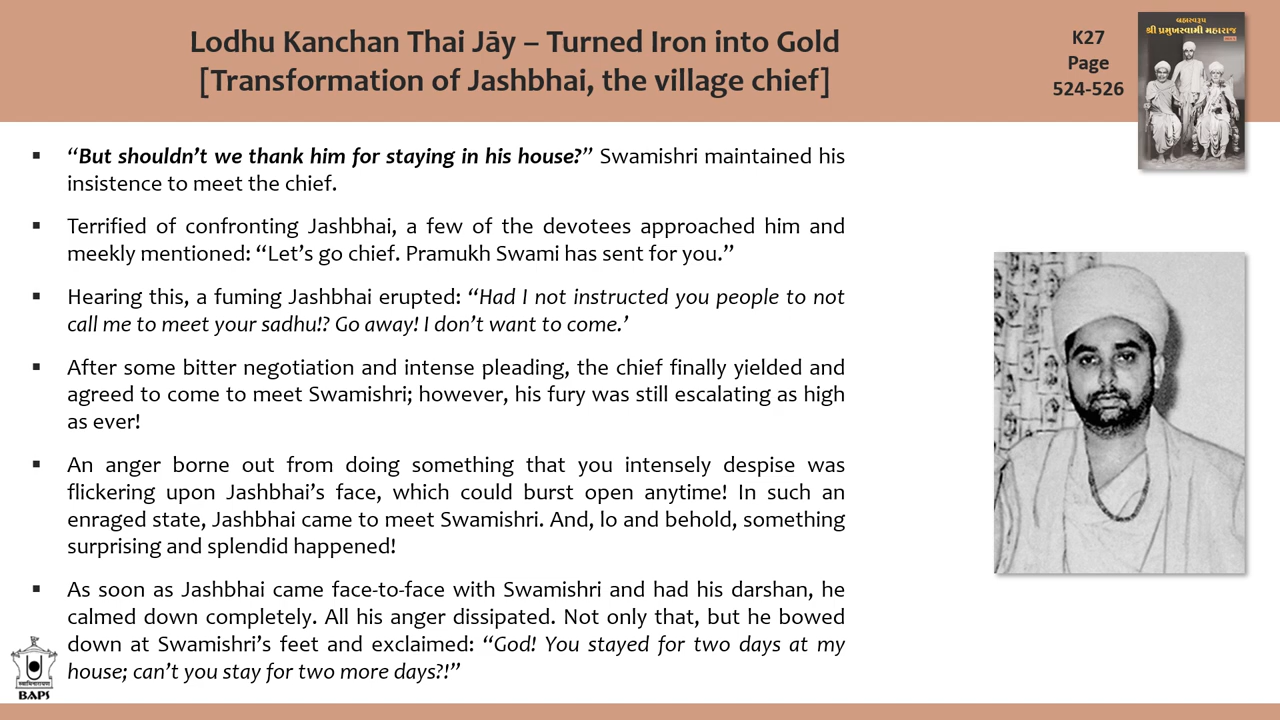 Lodhu Kanchan Thai Jāy – Turned Iron into Gold
[Transformation of Jashbhai, the village chief]
K27
Page
524-526
બ્રહ્મસ્વરૂપ
શ્રી પ્રમુખસ્વામી મહારાજ
▪ “But shouldn’t we thank him for staying in his house?” Swamishri maintained his
insistence to meet the chief.
▪ Terrified of confronting Jashbhai, a few of the devotees approached him and
meekly mentioned: “Let’s go chief. Pramukh Swami has sent for you.”
▪ Hearing this, a fuming Jashbhai erupted: “Had I not instructed you people to not
call me to meet your sadhu!? Go away! I don’t want to come.’
▪ After some bitter negotiation and intense pleading, the chief finally yielded and
agreed to come to meet Swamishri; however, his fury was still escalating as high
as ever!
▪ An anger borne out from doing something that you intensely despise was
flickering upon Jashbhai’s face, which could burst open anytime! In such an
enraged state, Jashbhai came to meet Swamishri. And, lo and behold, something
surprising and splendid happened!
▪ As soon as Jashbhai came face-to-face with Swamishri and had his darshan, he
calmed down completely. All his anger dissipated. Not only that, but he bowed
down at Swamishri’s feet and exclaimed: “God! You stayed for two days at my
house; can’t you stay for two more days?!”
BAPS